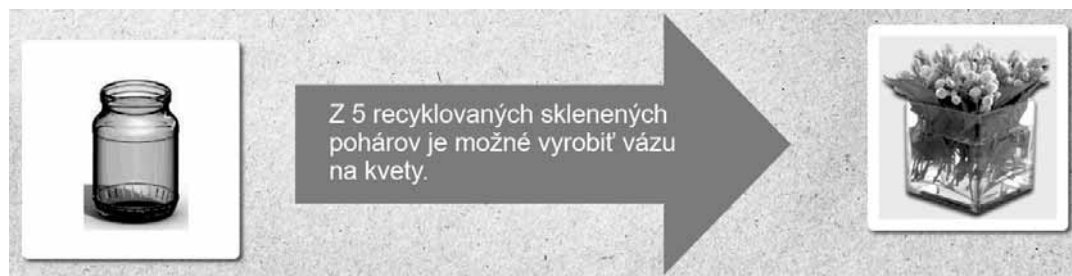 Z 5 recyklovaných sklenených
pohárov je možné vyrobiť vázu
na kvety.